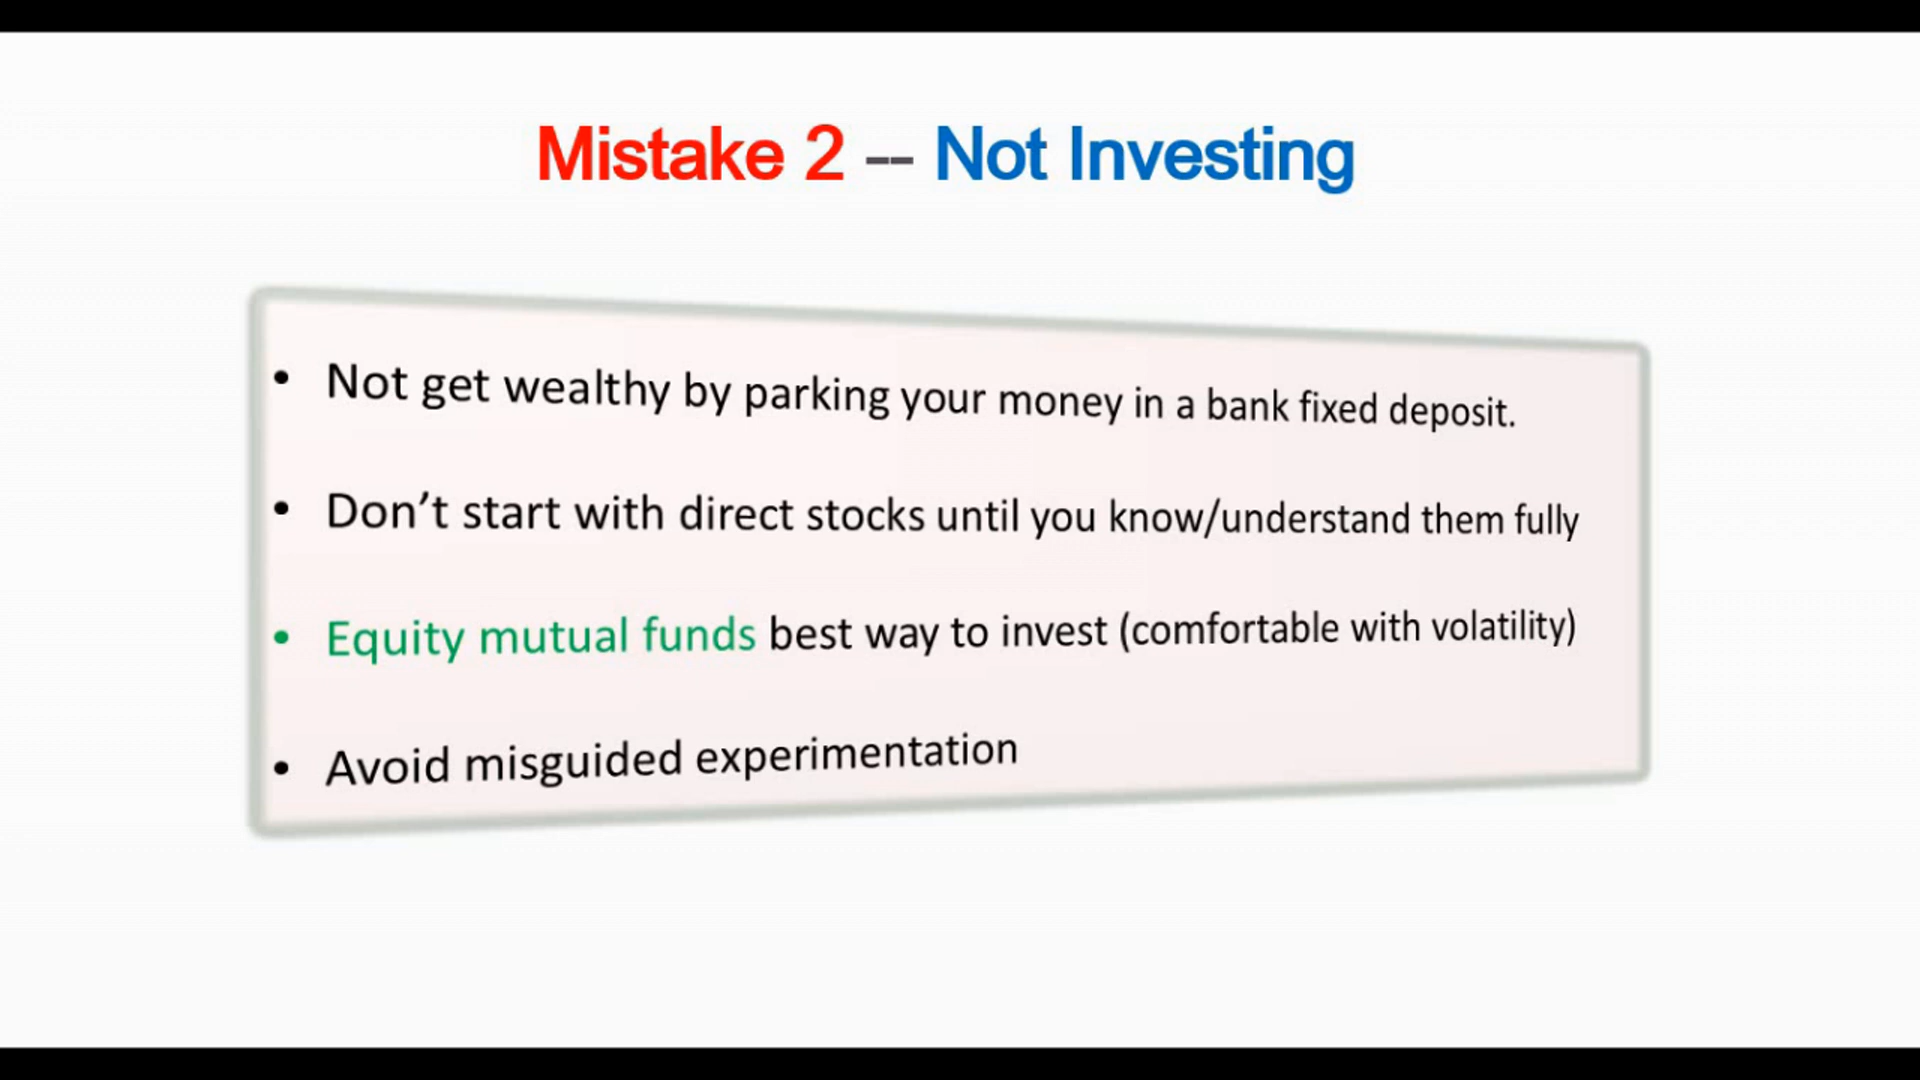 Mistake 2 -- Not Investing
• Not get wealthy by parking your money in a bank fixed deposit.
• Don’t start with direct stocks until you know/understand them fully
• Equity mutual funds best way to invest (comfortable with volatility)
• Avoid misguided experimentation